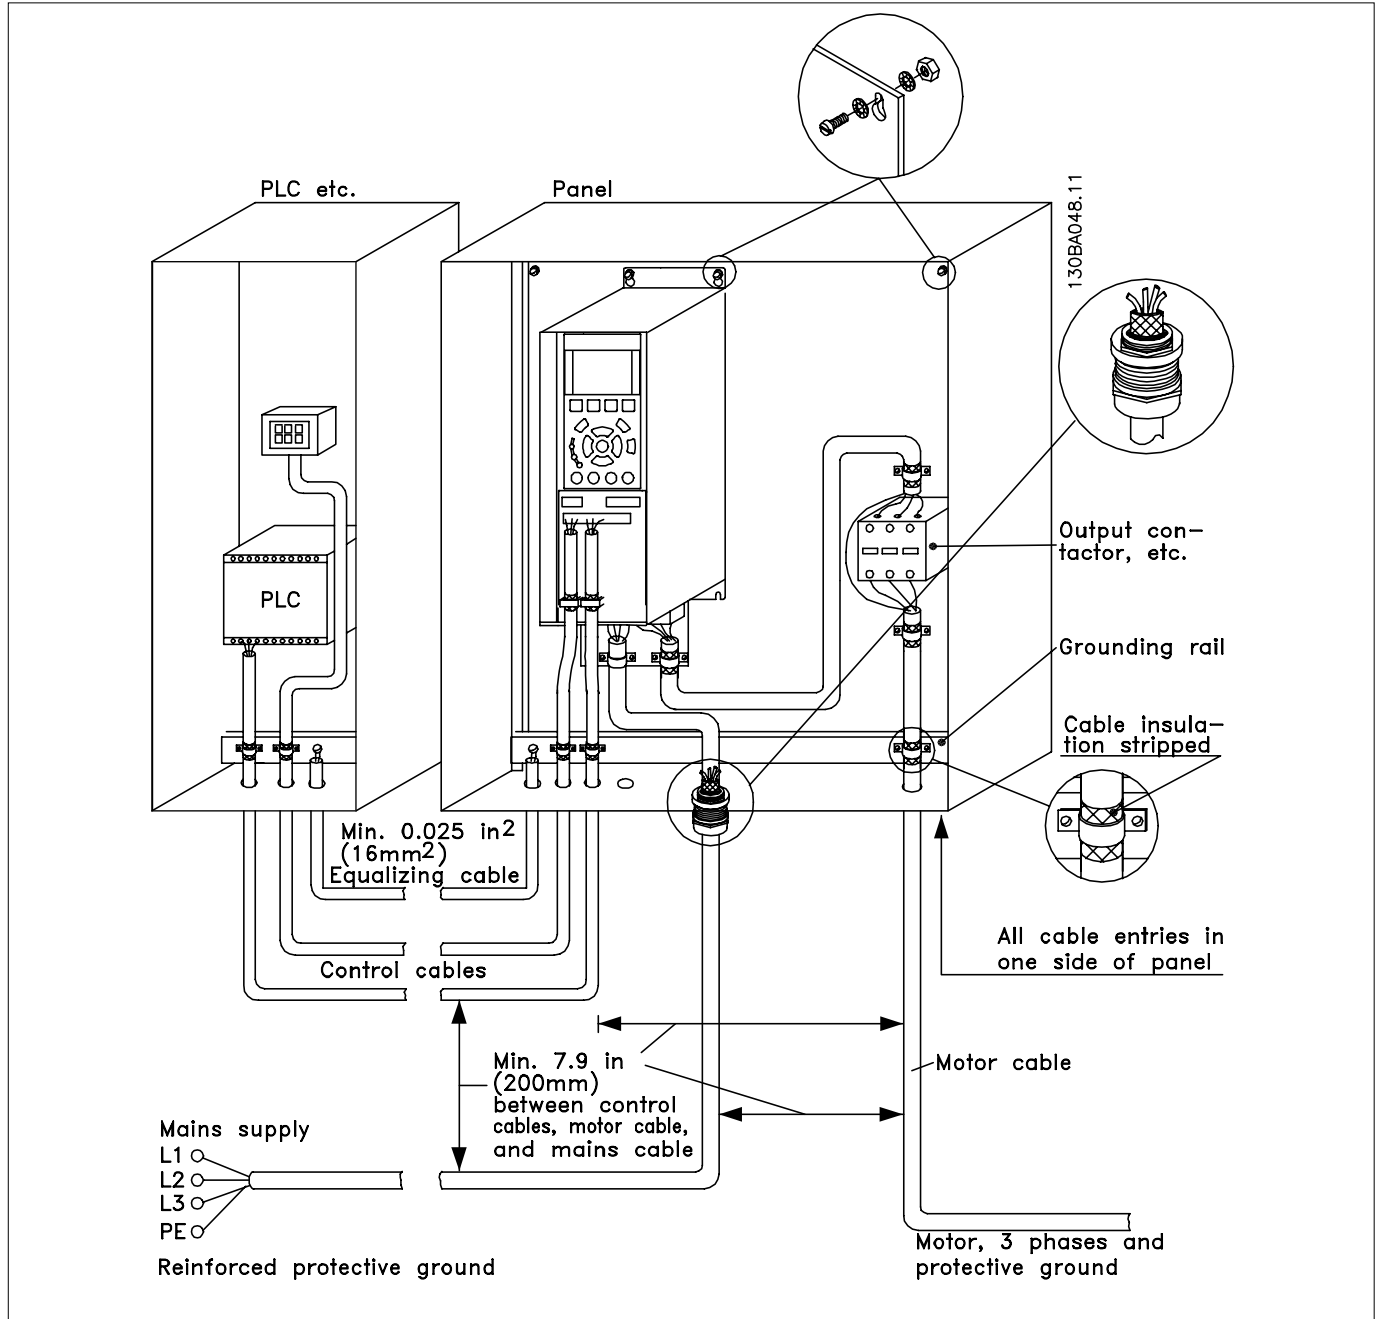 PLC etc.
Panel
130BA048.11
PLC
Output con-
tactor, etc.
Grounding rail
Cable insula-
tion stripped
Min. 0.025 in2
(16mm2)
Equalizing cable
All cable entries in
one side of panel
Control cables
Min. 7.9 in
(200mm)
between control
cables, motor cable,
and mains cable
Motor cable
Mains supply
L1
L2
L3
PE
Reinforced protective ground
Motor, 3 phases and
protective ground